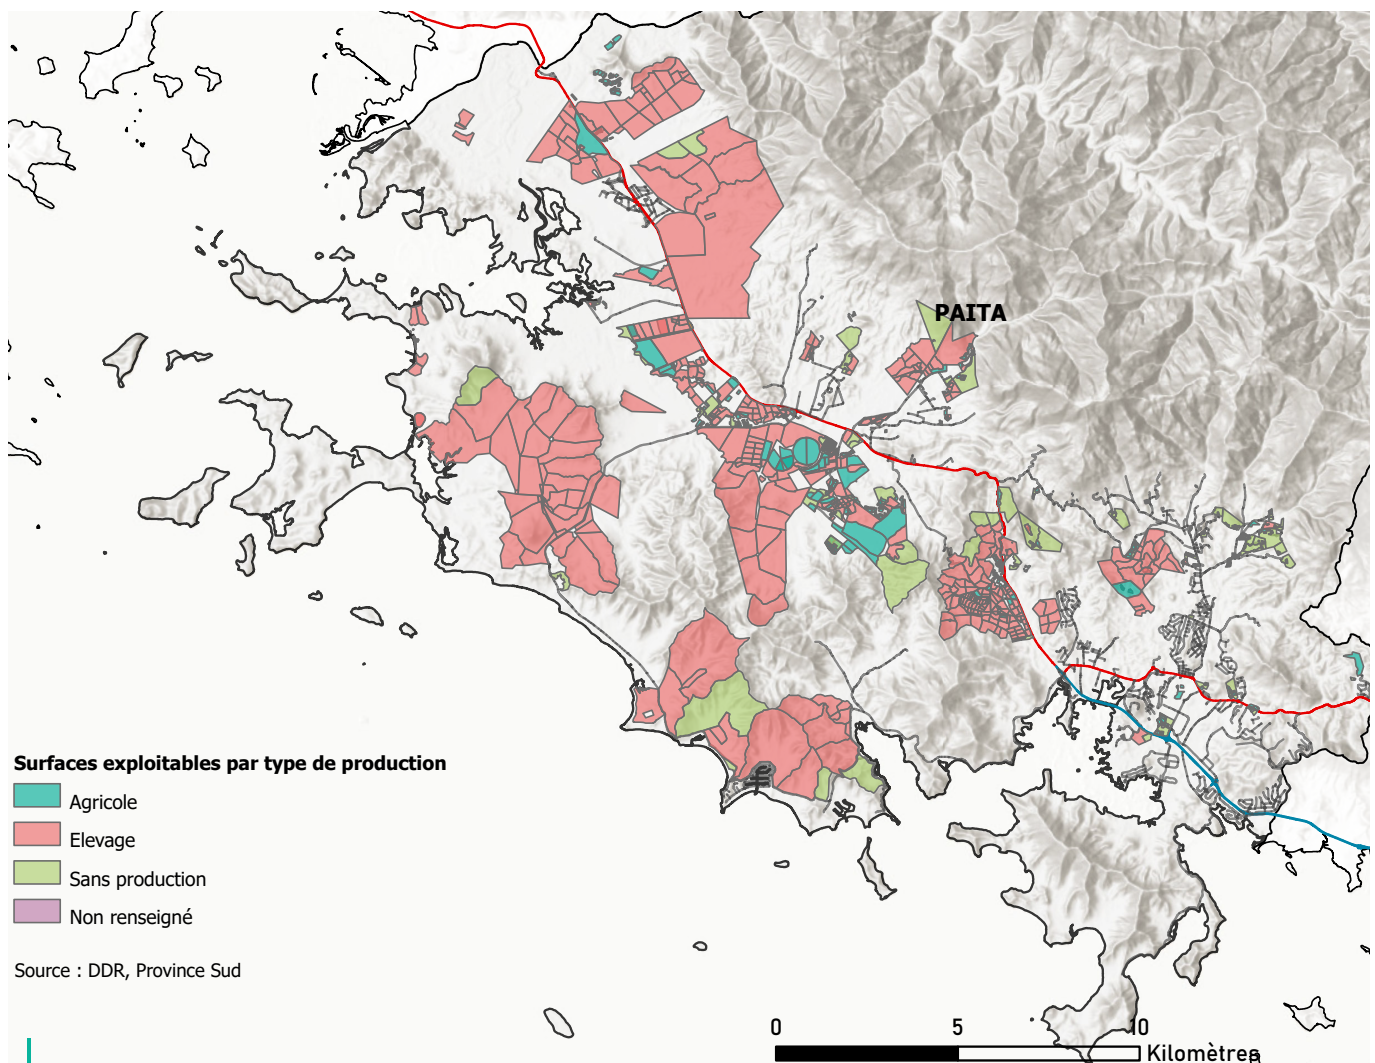 PAITA
Surfaces exploitables par type de production
Agricole
Elevage
Sans production
Non renseigné
Source : DDR, Province Sud
0 5 10
Kilomètres